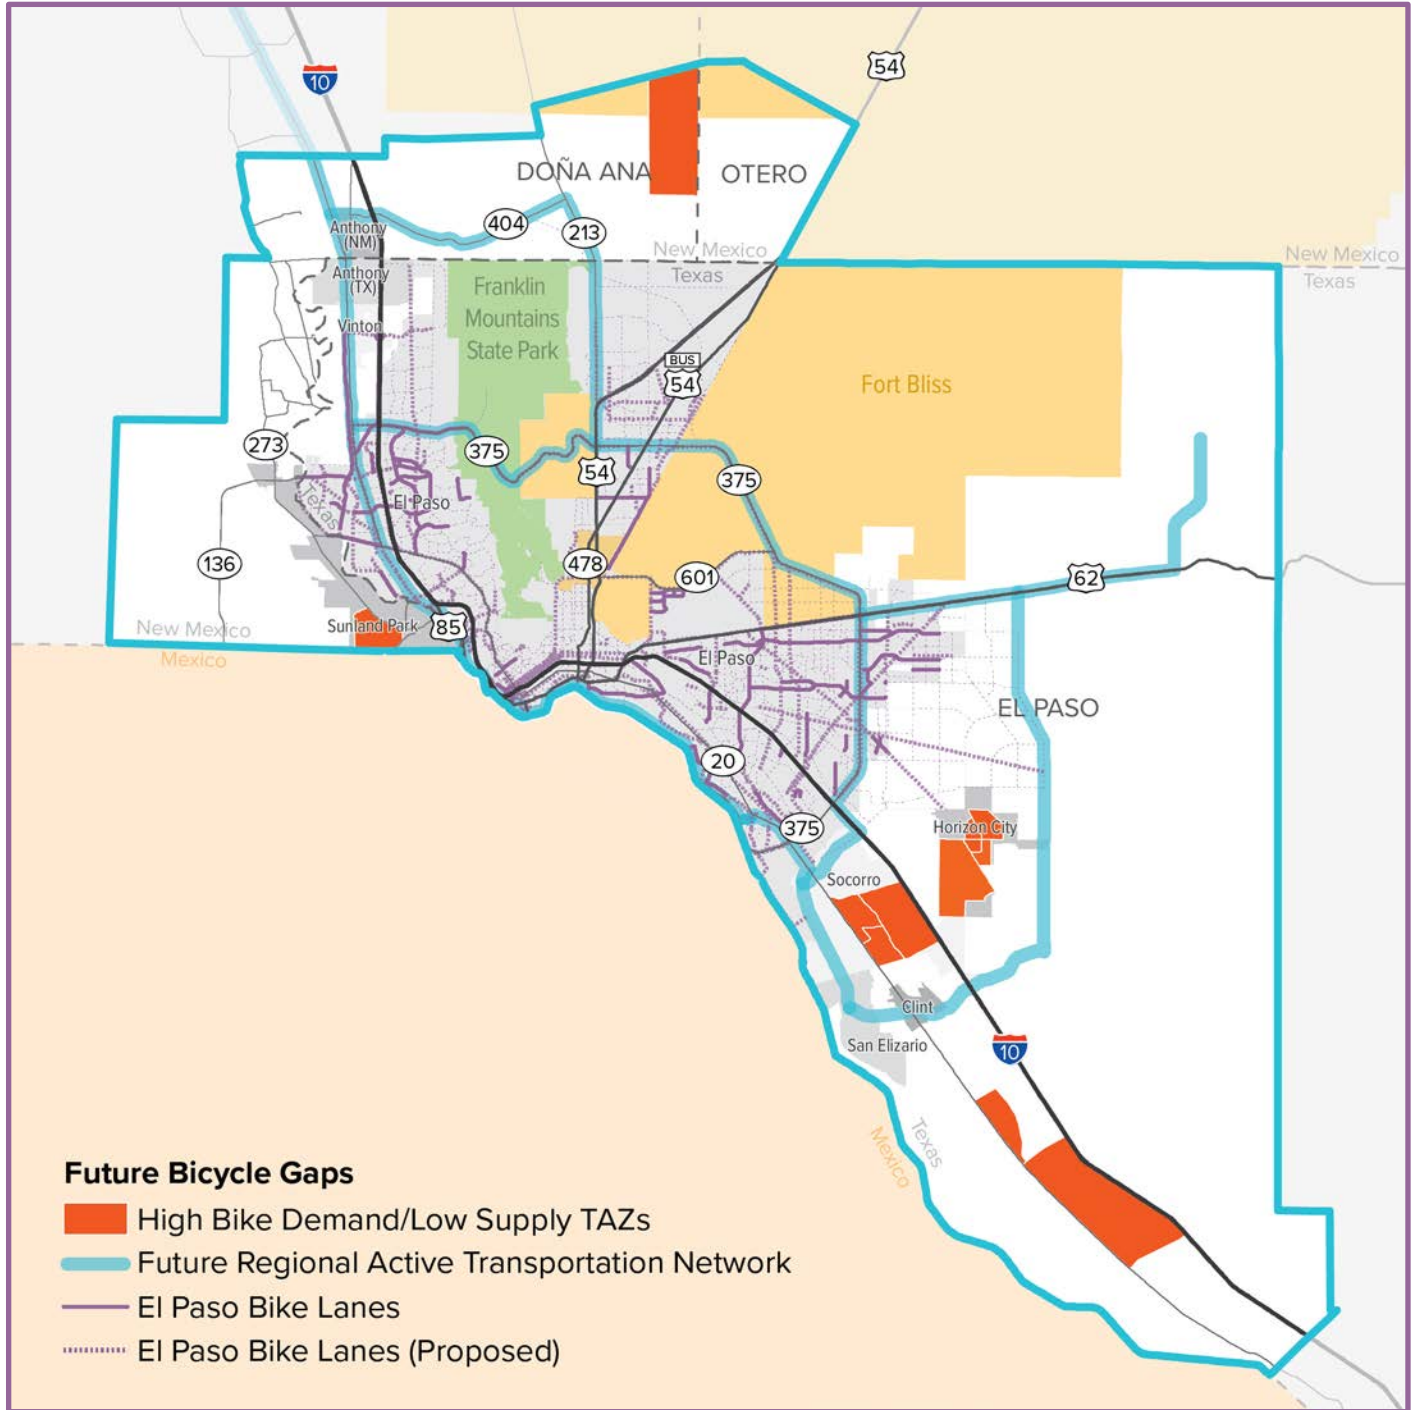 10
54
DOÑA ANA
OTERO
404
213
Anthony
(NM)
New Mexico
Texas
New Mexico
Texas
Anthony
(TX)
Franklin
Mountains
State Park
Vinton
BUS
54
Fort Bliss
273
375
54
375
Texas
El Paso
136
478
601
62
New Mexico
Mexico
Sunland Park
85
El Paso
EL PASO
20
375
Horizon City
Socorro
Clint
San Elizario
10
Texas
Mexico
Future Bicycle Gaps
High Bike Demand/Low Supply TAZs
Future Regional Active Transportation Network
El Paso Bike Lanes
El Paso Bike Lanes (Proposed)